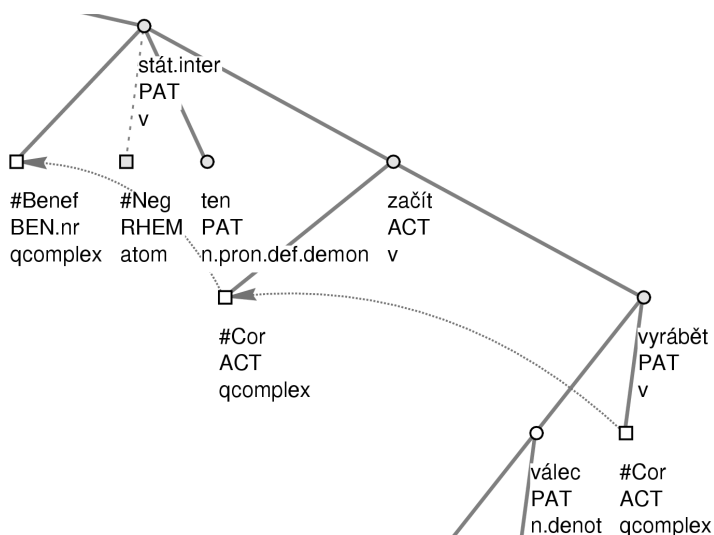 stát.inter
PAT
v
#Benef
BEN.nr
qcomplex
#Neg
RHEM
atom
ten
PAT
n.pron.def.demon
začít
ACT
v
#Cor
ACT
qcomplex
vyrábět
PAT
v
válec
PAT
n.denot
#Cor
ACT
qcomplex